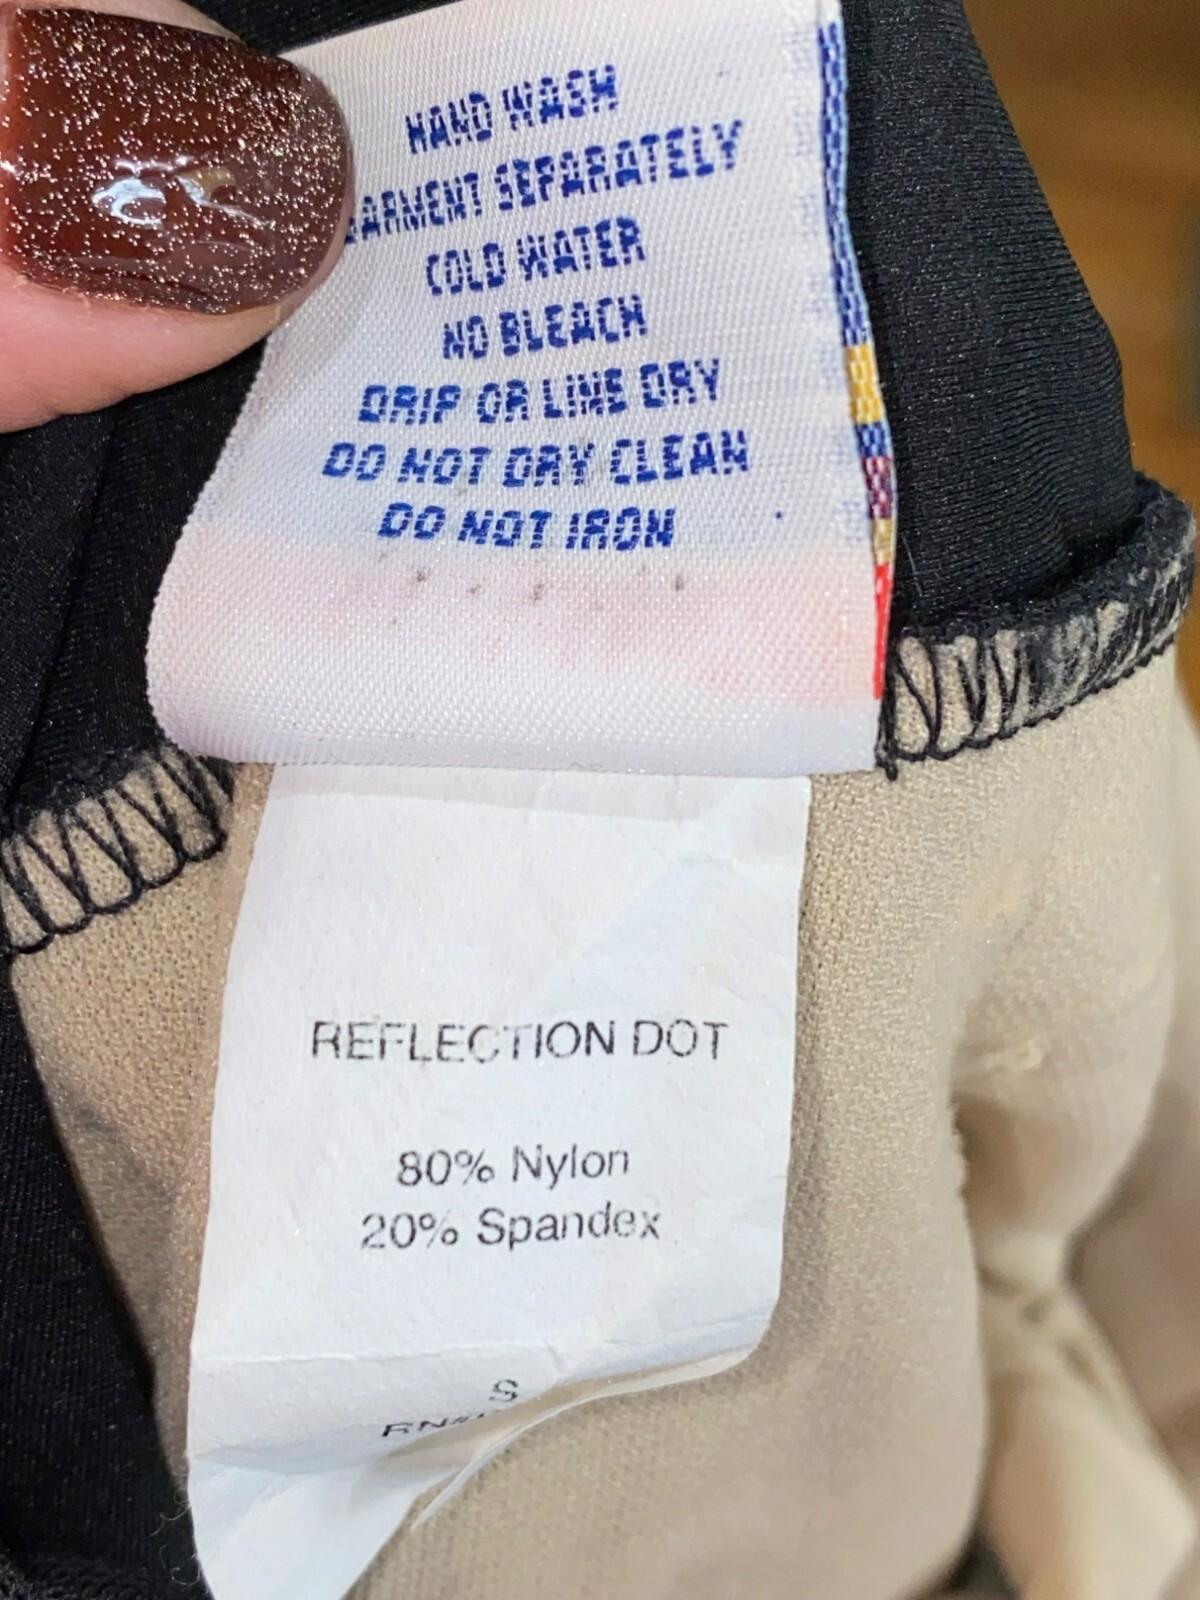 HAND WASH
GARMENT SEPARATELY
COLD WATER
NO BLEACH
DRIP OR LINE DRY
DO NOT DRY CLEAN
DO NOT IRON
REFLECTION DOT
80% Nylon
20% Spandex
S